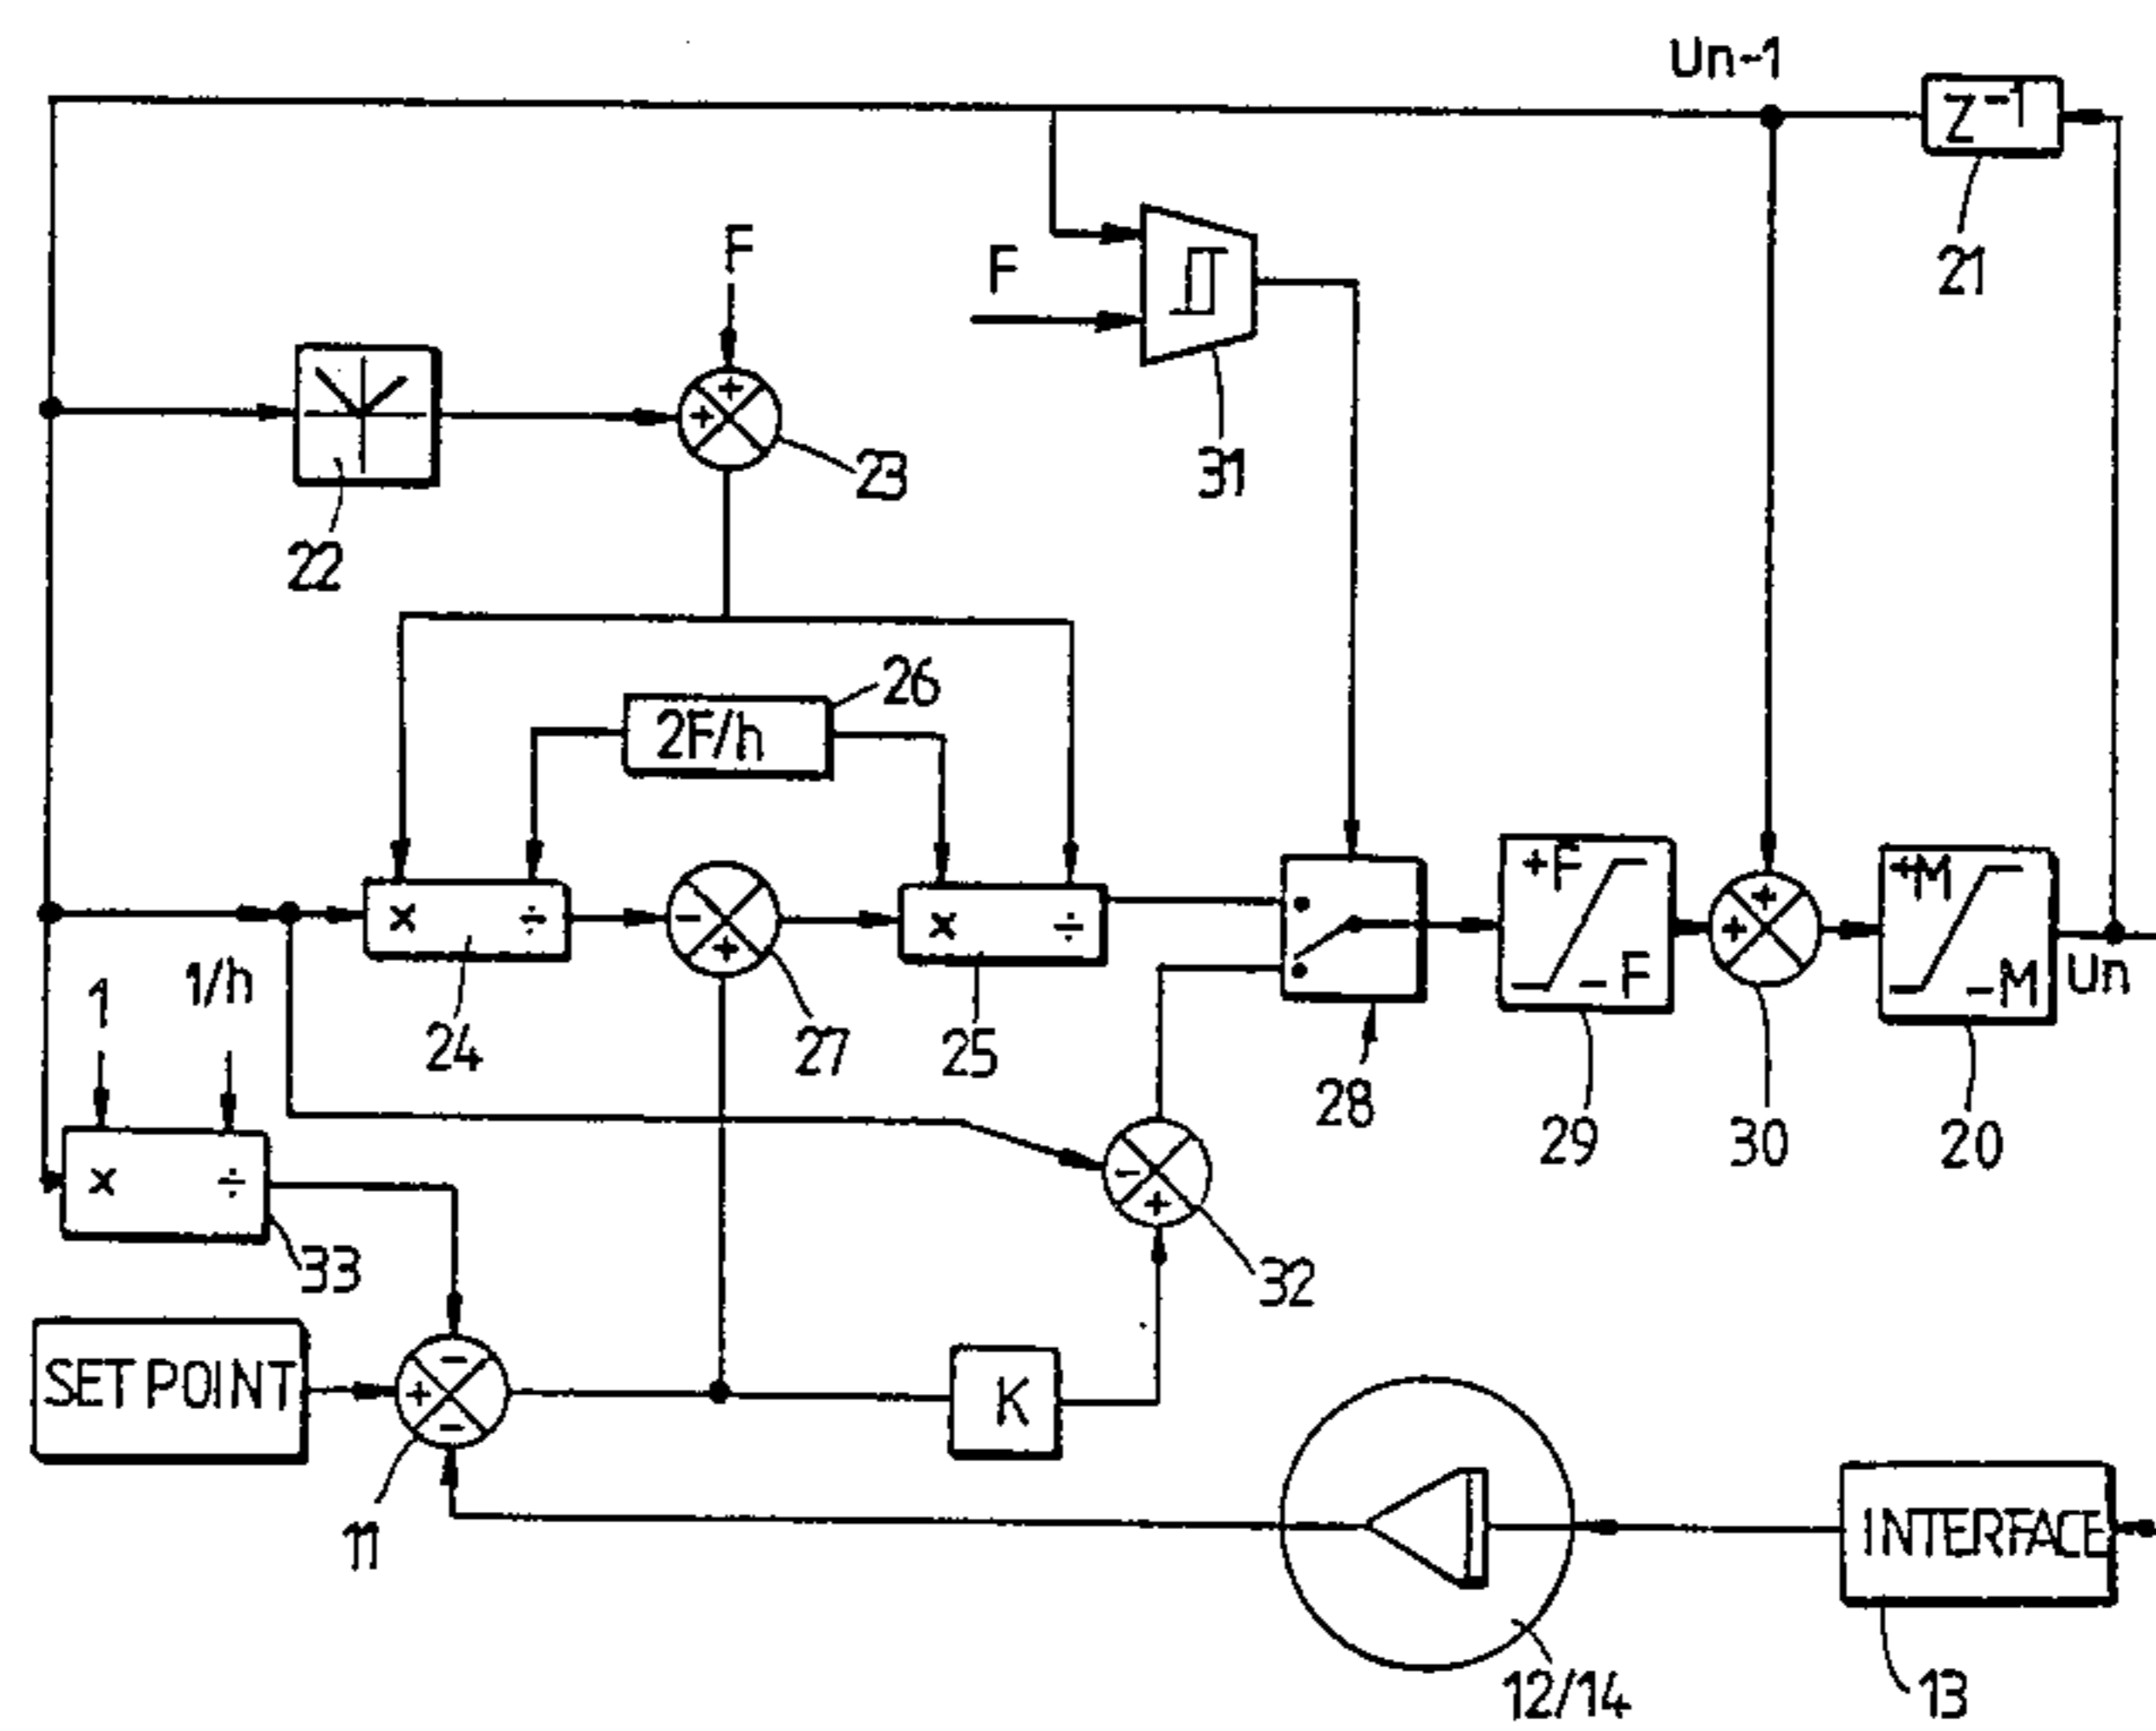 Un-1
Z⁻¹
21
F
F
31
23
22
26
2F/h
+F
- F
+M
-M
Un
1
1/h
× ÷
24
- +
27
× ÷
25
28
29
30
20
× ÷
33
32
SET POINT
K
11
INTERFACE
12/14
13